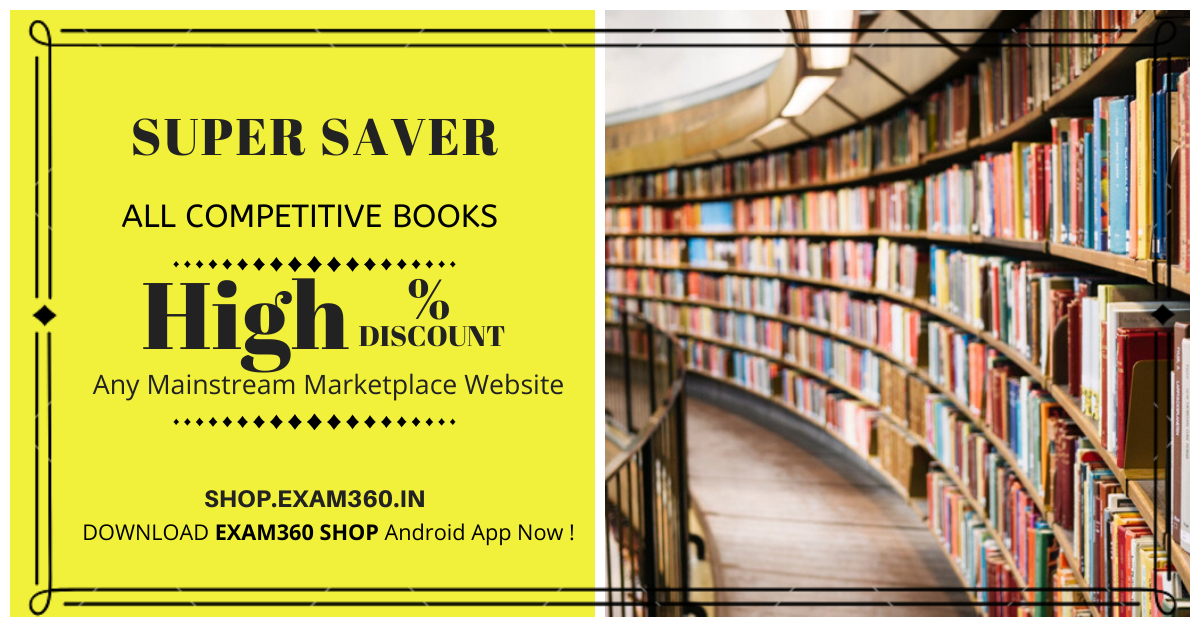 SUPER SAVER
ALL COMPETITIVE BOOKS
High % DISCOUNT
Any Mainstream Marketplace Website
SHOP.EXAM360.IN
DOWNLOAD EXAM360 SHOP Android App Now !